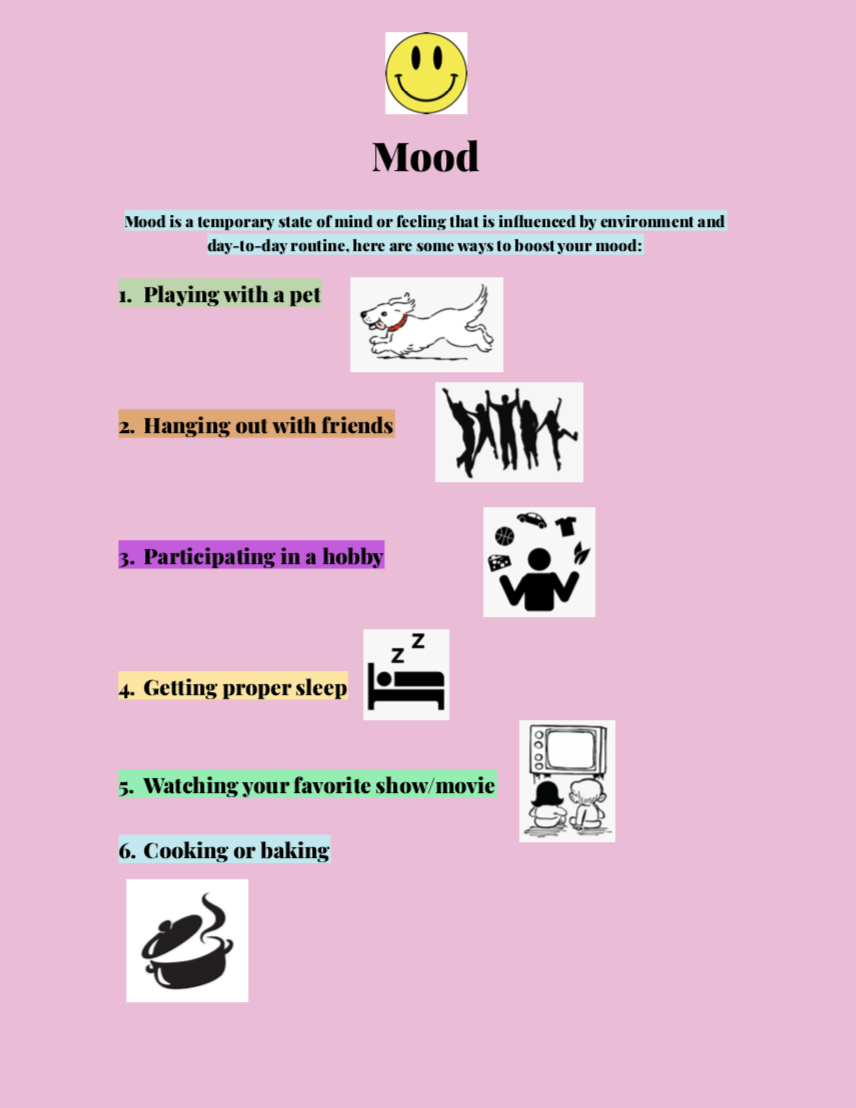 Mood
Mood is a temporary state of mind or feeling that is influenced by environment and
day-to-day routine, here are some ways to boost your mood:
1. Playing with a pet
2. Hanging out with friends
3. Participating in a hobby
Z
Z
4. Getting proper sleep
5. Watching your favorite show/movie
6. Cooking or baking